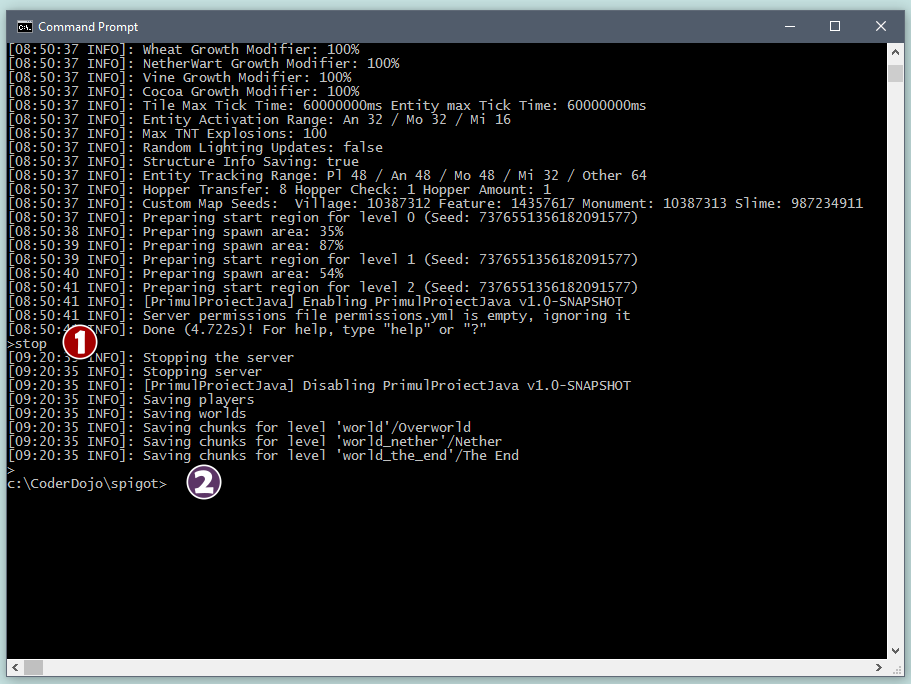 Command Prompt
[08:50:37 INFO]: Wheat Growth Modifier: 100%
[08:50:37 INFO]: NetherWart Growth Modifier: 100%
[08:50:37 INFO]: Vine Growth Modifier: 100%
[08:50:37 INFO]: Cocoa Growth Modifier: 100%
[08:50:37 INFO]: Tile Max Tick Time: 60000000ms Entity max Tick Time: 60000000ms
[08:50:37 INFO]: Entity Activation Range: An 32 / Mo 32 / Mi 16
[08:50:37 INFO]: Max TNT Explosions: 100
[08:50:37 INFO]: Random Lighting Updates: false
[08:50:37 INFO]: Structure Info Saving: true
[08:50:37 INFO]: Entity Tracking Range: Pl 48 / An 48 / Mo 48 / Mi 32 / Other 64
[08:50:37 INFO]: Hopper Transfer: 8 Hopper Check: 1 Hopper Amount: 1
[08:50:37 INFO]: Custom Map Seeds:  Village: 10387312 Feature: 14357617 Monument: 10387313 Slime: 987234911
[08:50:37 INFO]: Preparing start region for level 0 (Seed: 7376551356182091577)
[08:50:38 INFO]: Preparing spawn area: 35%
[08:50:39 INFO]: Preparing spawn area: 87%
[08:50:39 INFO]: Preparing start region for level 1 (Seed: 7376551356182091577)
[08:50:40 INFO]: Preparing spawn area: 54%
[08:50:41 INFO]: Preparing start region for level 2 (Seed: 7376551356182091577)
[08:50:41 INFO]: [PrimulProiectJava] Enabling PrimulProiectJava v1.0-SNAPSHOT
[08:50:41 INFO]: Server permissions file permissions.yml is empty, ignoring it
[08:50:41 INFO]: Done (4.722s)! For help, type "help" or "?"
>stop
1
[09:20:35 INFO]: Stopping the server
[09:20:35 INFO]: Stopping server
[09:20:35 INFO]: [PrimulProiectJava] Disabling PrimulProiectJava v1.0-SNAPSHOT
[09:20:35 INFO]: Saving players
[09:20:35 INFO]: Saving worlds
[09:20:35 INFO]: Saving chunks for level 'world'/Overworld
[09:20:35 INFO]: Saving chunks for level 'world_nether'/Nether
[09:20:35 INFO]: Saving chunks for level 'world_the_end'/The End
>
c:\CoderDojo\spigot>
2